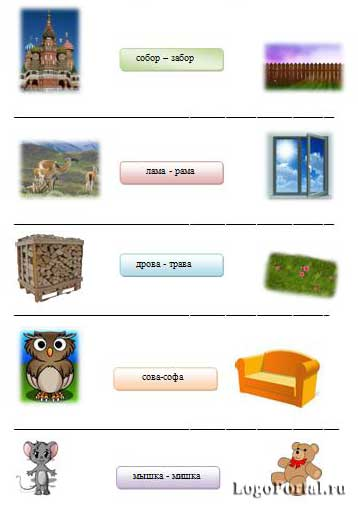 собор – забор
лама - рама
дрова - трава
сова-софа
мышка - мишка
LogoPortal.ru